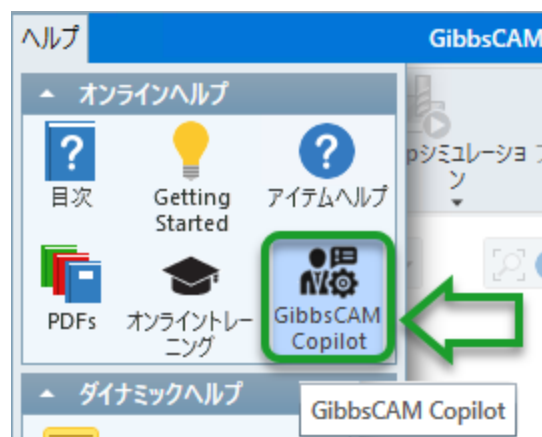 ヘルプ
GibbsCAM
オンラインヘルプ
目次
Getting
Started
アイテムヘルプ
pシミュレーショ
ン
PDFs
オンライントレー
ニング
GibbsCAM
Copilot
ダイナミックヘルプ
GibbsCAM Copilot